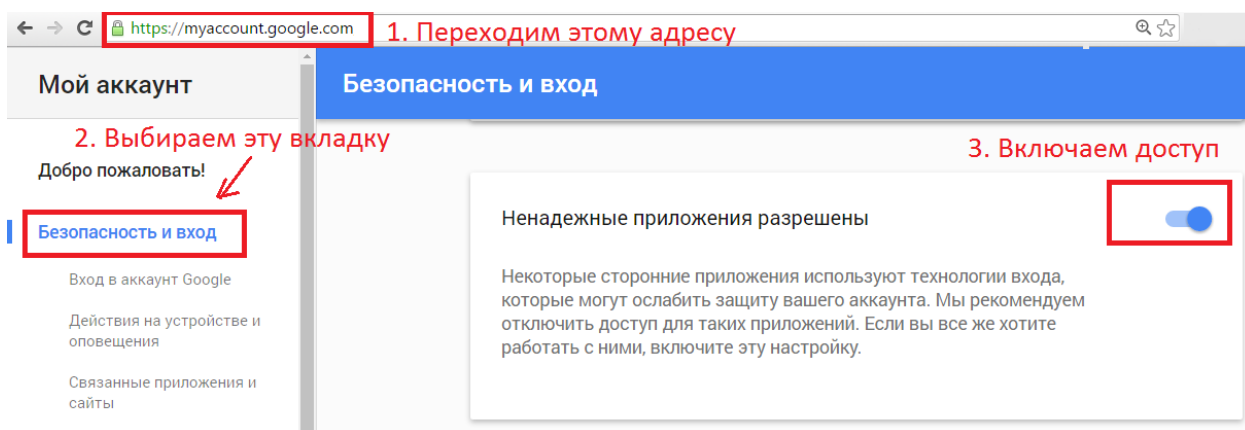 https://myaccount.google.com
1. Переходим этому адресу
Мой аккаунт
Безопасность и вход
2. Выбираем эту вкладку
3. Включаем доступ
Добро пожаловать!
Безопасность и вход
Вход в аккаунт Google
Действия на устройстве и
оповещения
Связанные приложения и
сайты
Ненадежные приложения разрешены
Некоторые сторонние приложения используют технологии входа,
которые могут ослабить защиту вашего аккаунта. Мы рекомендуем
отключить доступ для таких приложений. Если вы все же хотите
работать с ними, включите эту настройку.